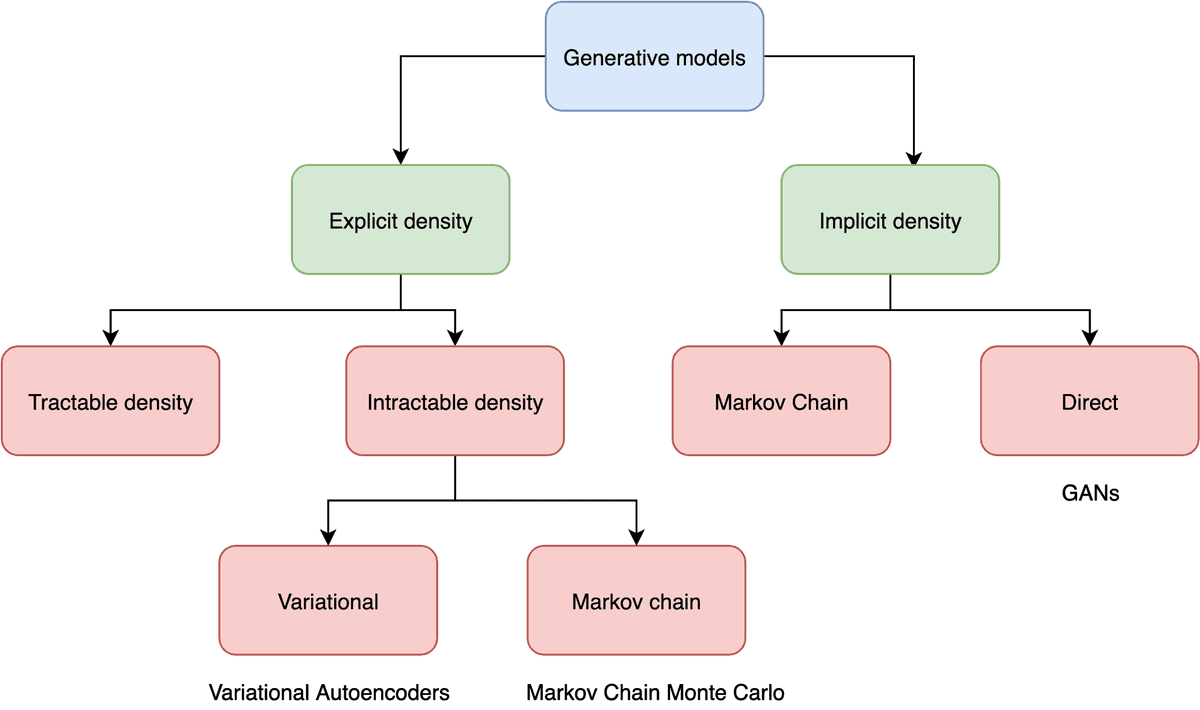 Generative models
Explicit density
Implicit density
Tractable density
Intractable density
Markov Chain
Direct
GANs
Variational
Markov chain
Variational Autoencoders
Markov Chain Monte Carlo